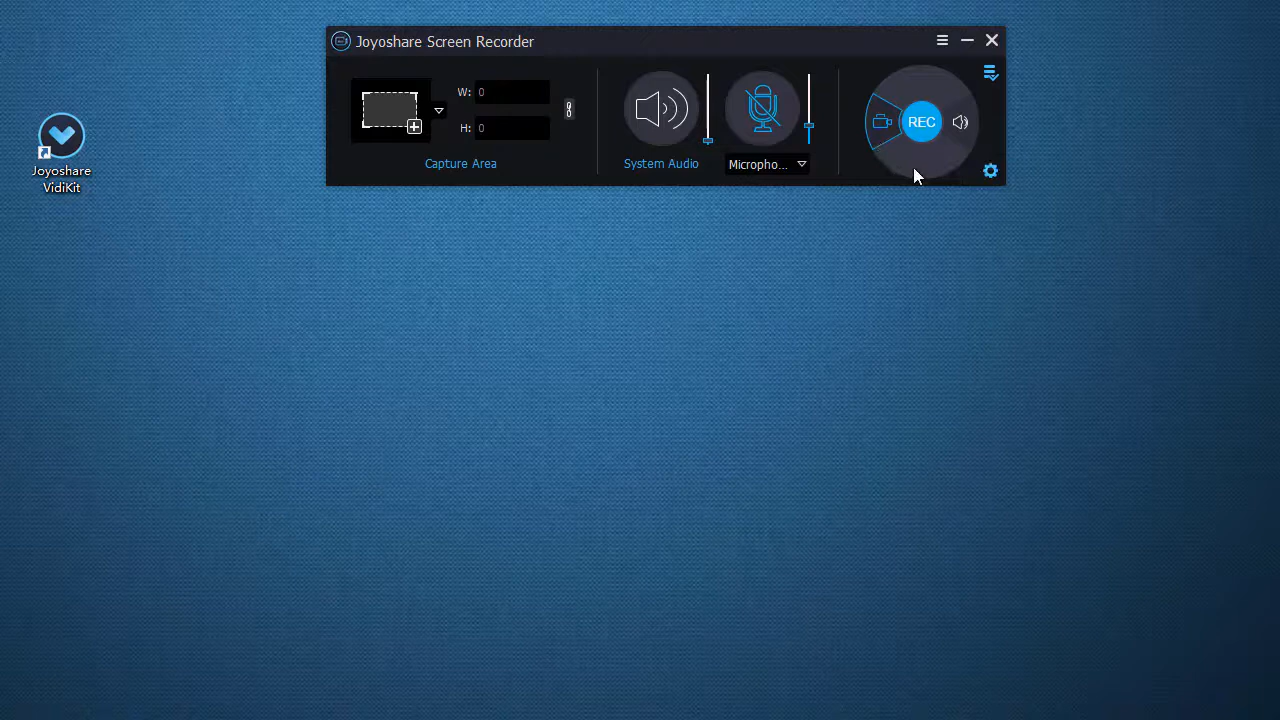 Joyoshare Screen Recorder
W: 0
H: 0
REC
Capture Area
System Audio
Micropho...
Joyoshare
VidiKit